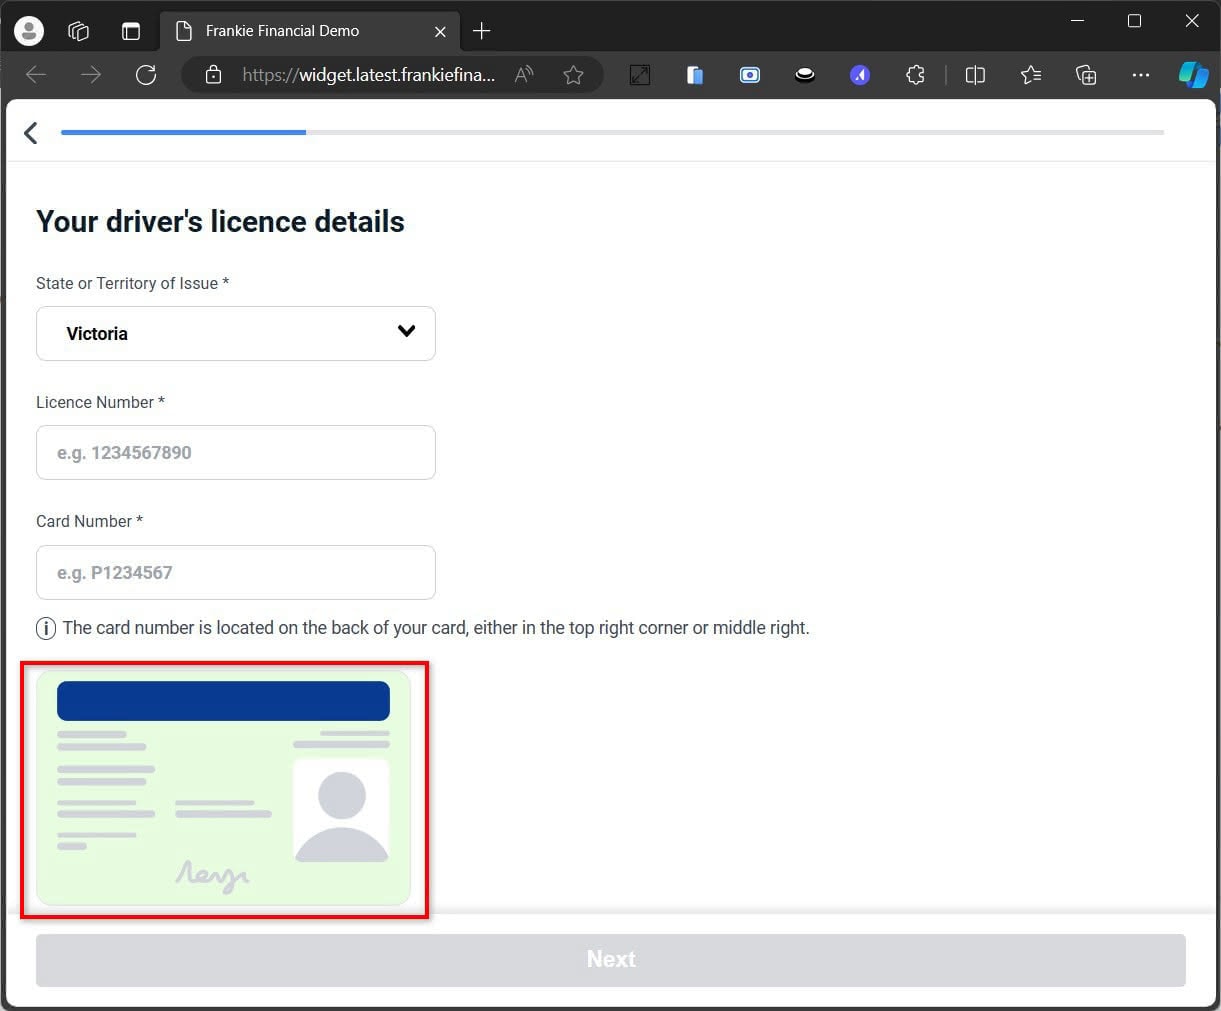 Frankie Financial Demo
https://widget.latest.frankiefina...
Your driver's licence details
State or Territory of Issue *
Victoria
Licence Number *
e.g. 1234567890
Card Number *
e.g. P1234567
The card number is located on the back of your card, either in the top right corner or middle right.
Next